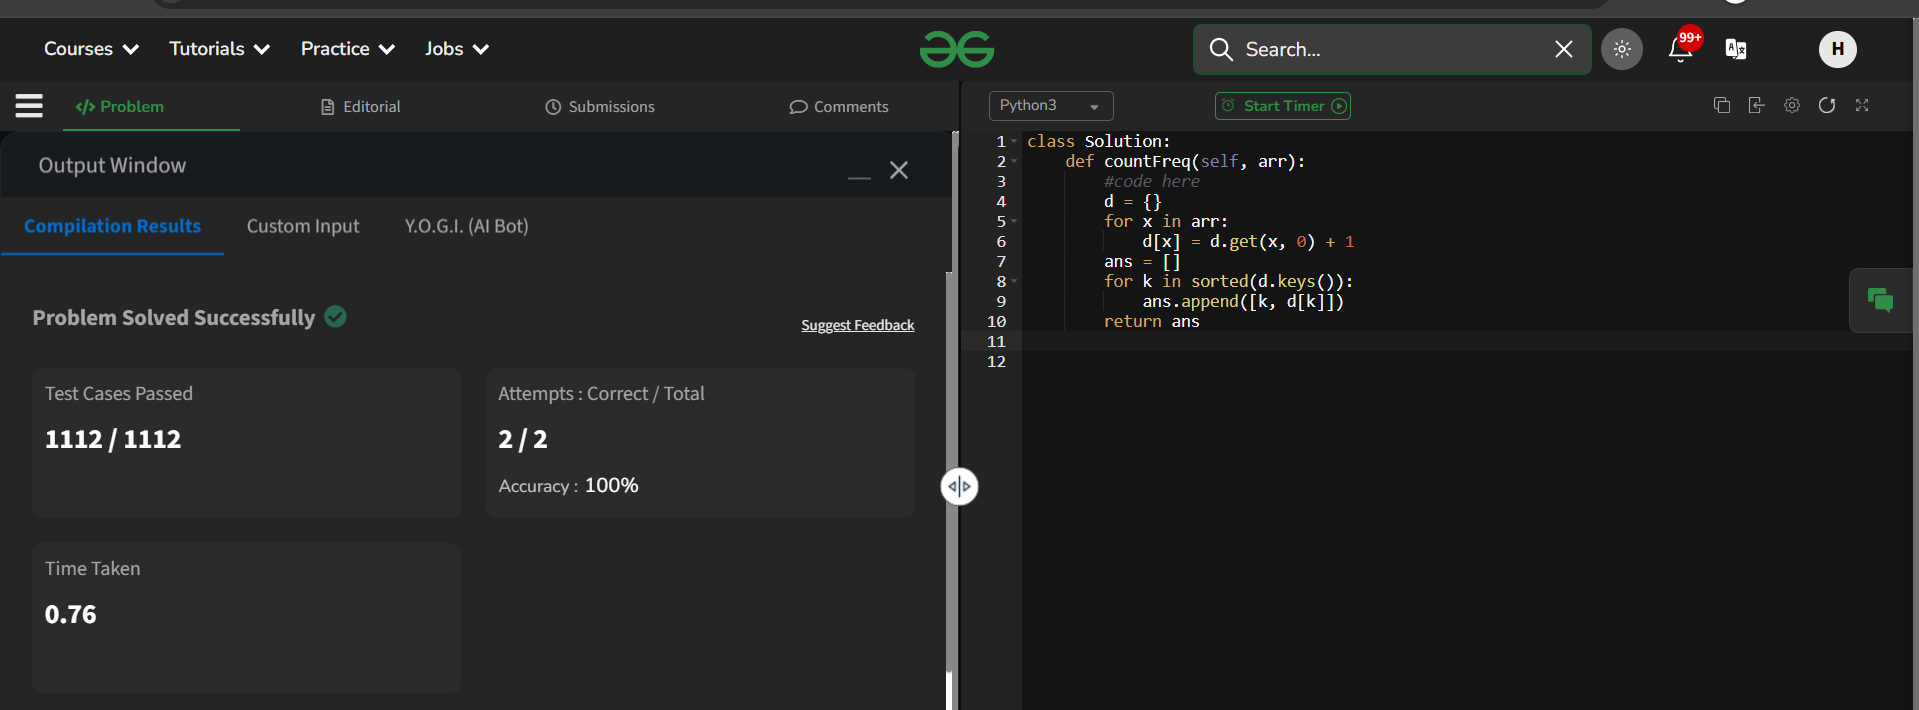 Courses Tutorials Practice Jobs Search... 99+ H
</> Problem Editorial Submissions Comments
Output Window
Compilation Results Custom Input Y.O.G.I. (AI Bot)
Problem Solved Successfully
Suggest Feedback
Test Cases Passed
1112 / 1112
Attempts : Correct / Total
2 / 2
Accuracy : 100%
Time Taken
0.76
Python3 Start Timer
1 class Solution:
2     def countFreq(self, arr):
3         #code here
4         d = {}
5         for x in arr:
6             d[x] = d.get(x, 0) + 1
7         ans = []
8         for k in sorted(d.keys()):
9             ans.append([k, d[k]])
10         return ans
11
12